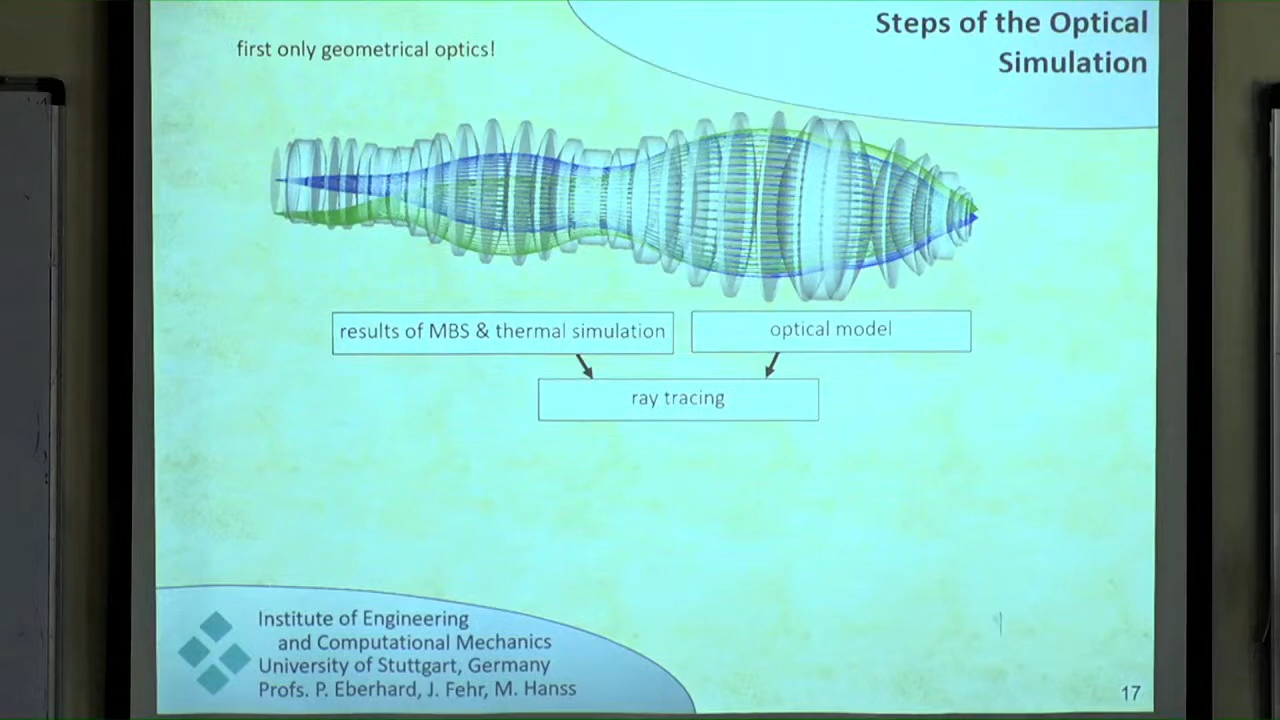 first only geometrical optics!
Steps of the Optical
Simulation
results of MBS & thermal simulation
optical model
ray tracing
Institute of Engineering
and Computational Mechanics
University of Stuttgart, Germany
Profs. P. Eberhard, J. Fehr, M. Hanss
17